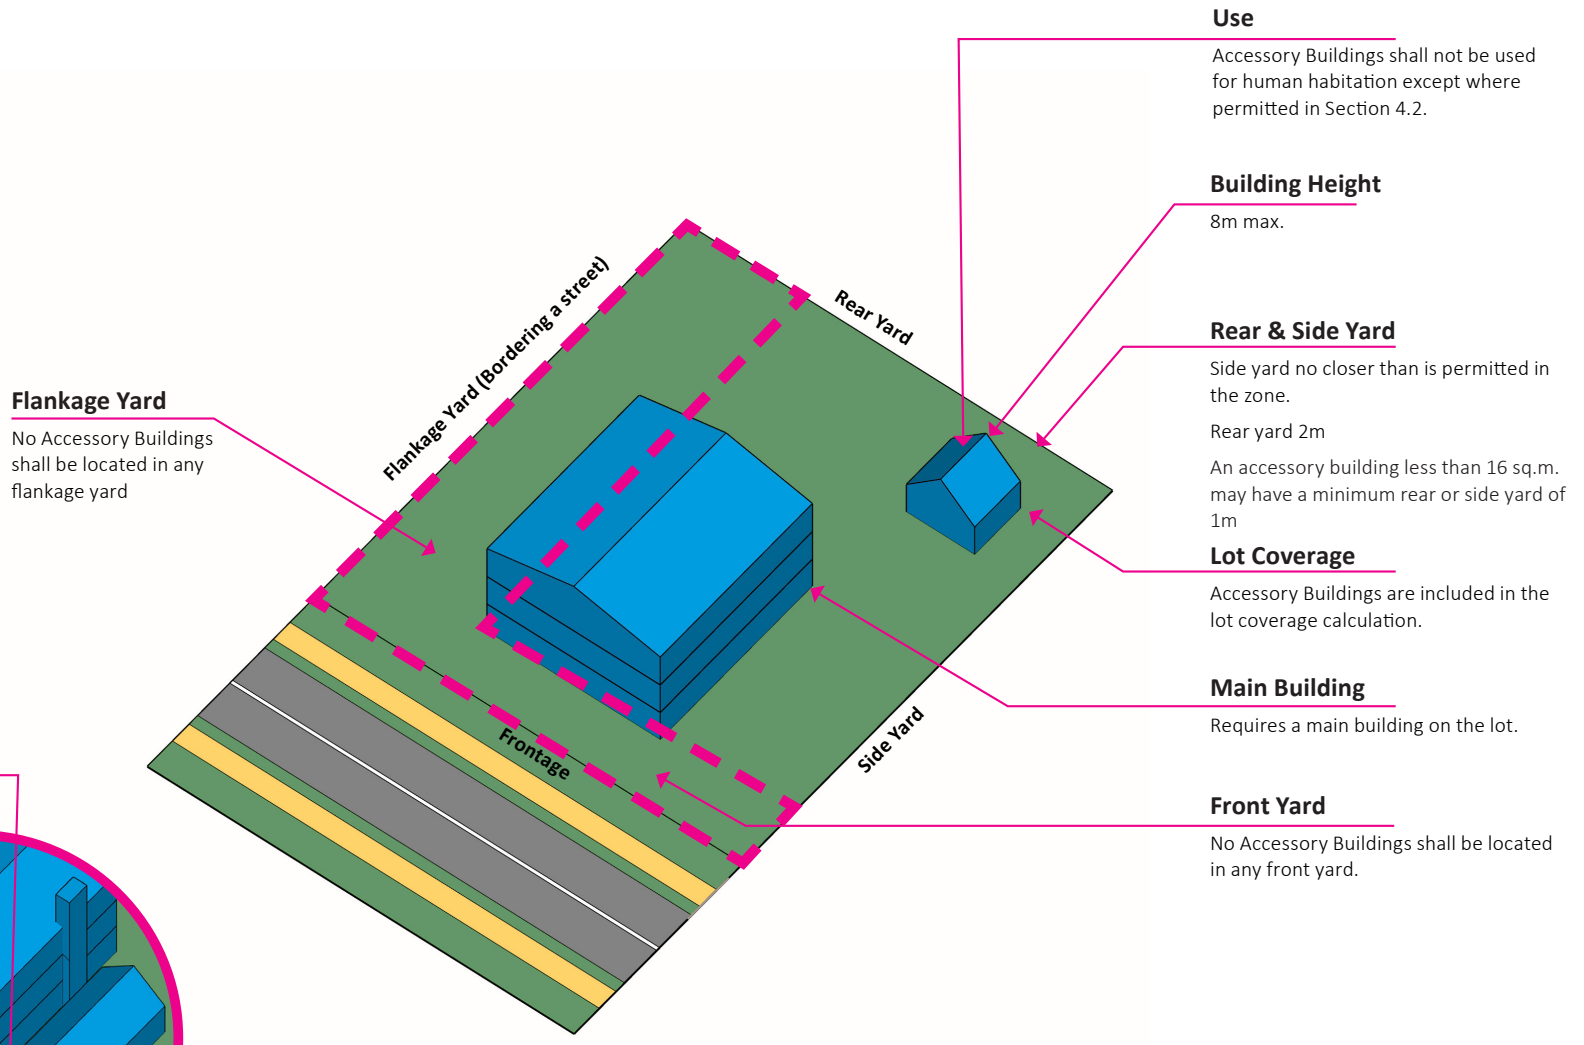 Use
Accessory Buildings shall not be used
for human habitation except where
permitted in Section 4.2.
Building Height
8m max.
Rear & Side Yard
Side yard no closer than is permitted in
the zone.
Rear yard 2m
An accessory building less than 16 sq.m.
may have a minimum rear or side yard of
1m
Lot Coverage
Accessory Buildings are included in the
lot coverage calculation.
Main Building
Requires a main building on the lot.
Front Yard
No Accessory Buildings shall be located
in any front yard.
Flankage Yard
No Accessory Buildings
shall be located in any
flankage yard
Flankage Yard (Bordering a street)
Rear Yard
Side Yard
Frontage